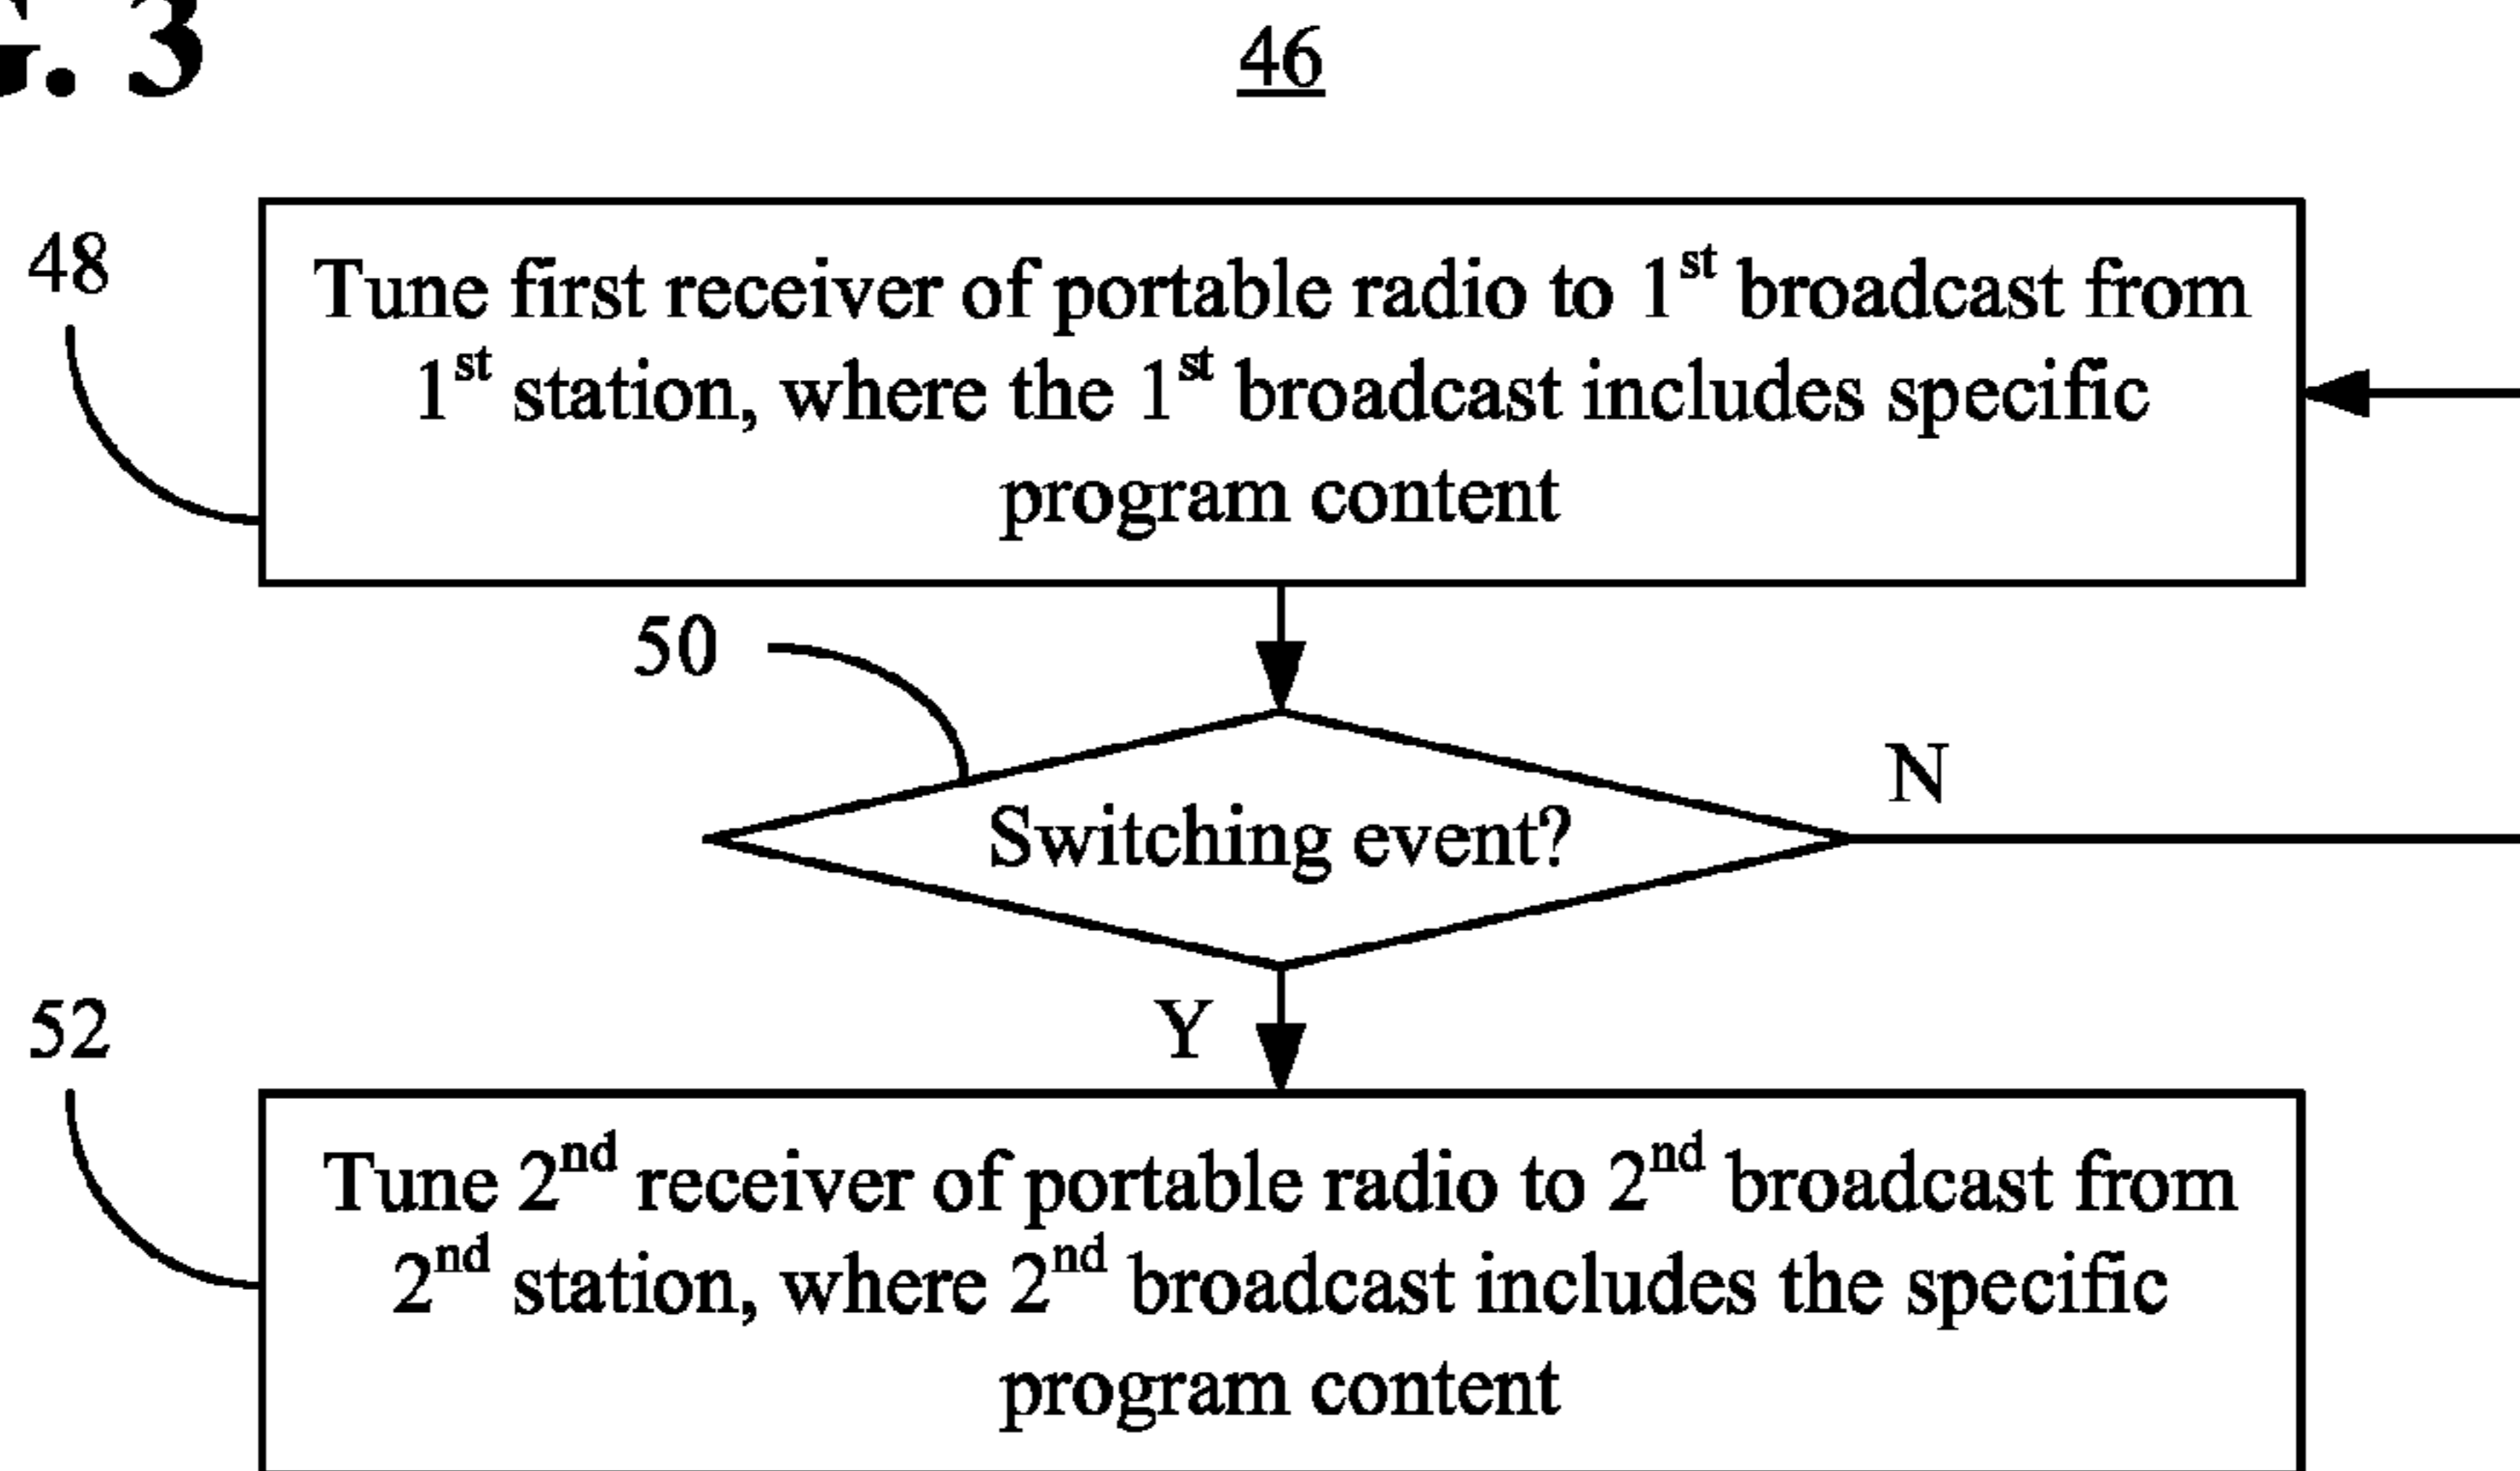 G. 3
46
48
Tune first receiver of portable radio to 1st broadcast from
1st station, where the 1st broadcast includes specific
program content
50
Switching event?
N
Y
52
Tune 2nd receiver of portable radio to 2nd broadcast from
2nd station, where 2nd broadcast includes the specific
program content